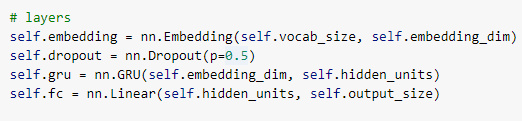 # layers
self.embedding = nn.Embedding(self.vocab_size, self.embedding_dim)
self.dropout = nn.Dropout(p=0.5)
self.gru = nn.GRU(self.embedding_dim, self.hidden_units)
self.fc = nn.Linear(self.hidden_units, self.output_size)